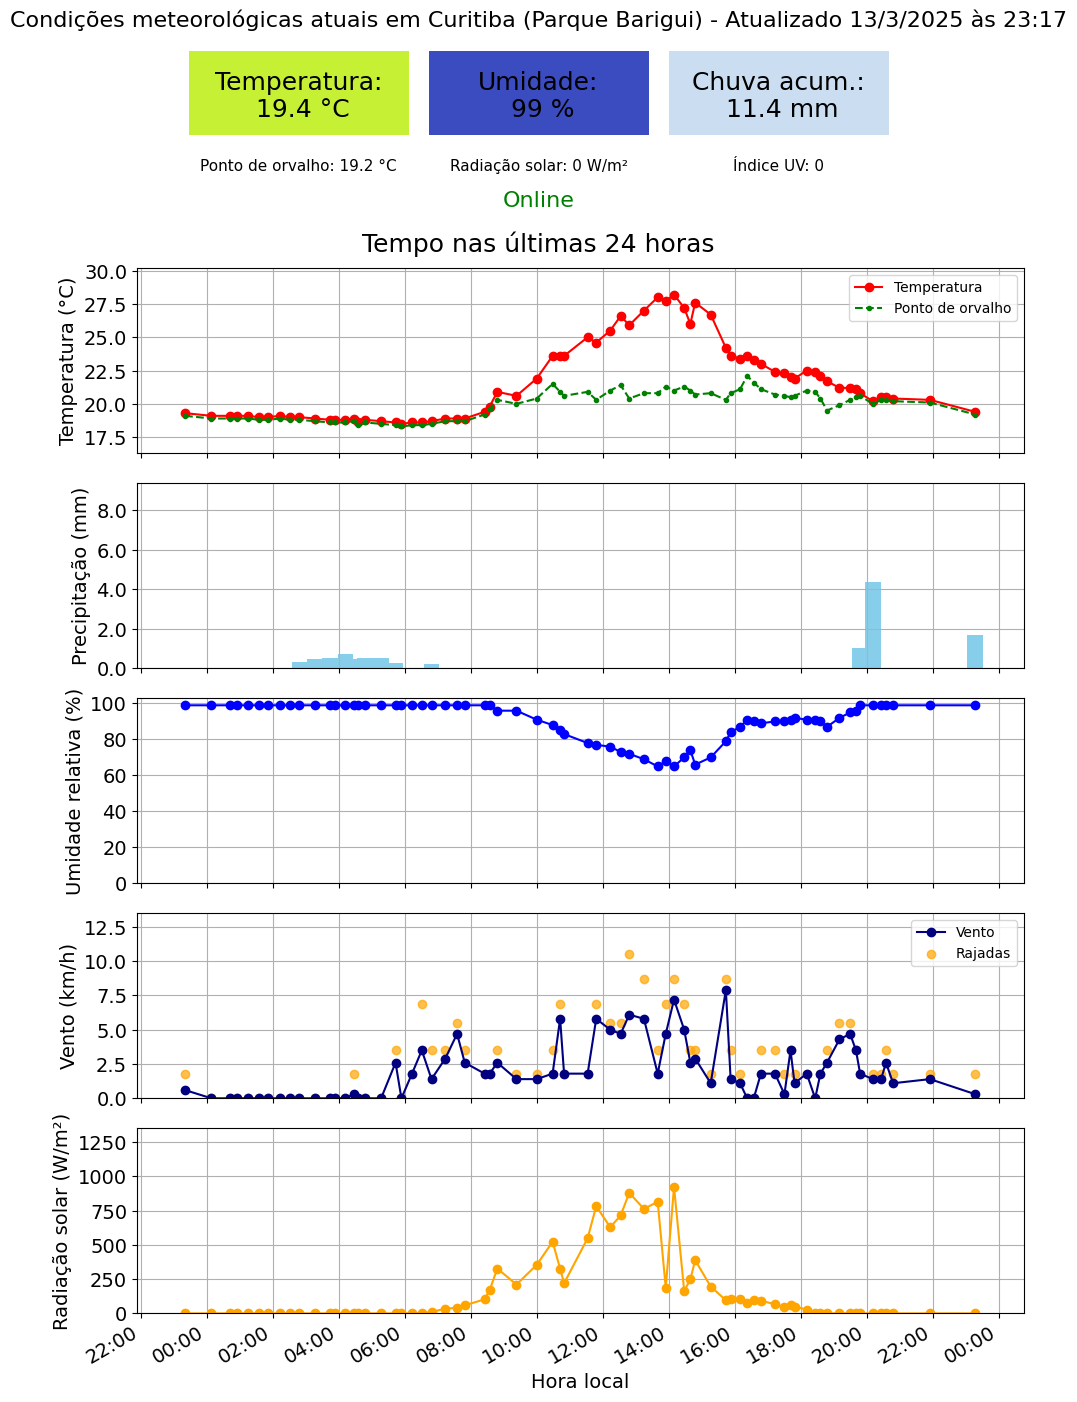 Condições meteorológicas atuais em Curitiba (Parque Barigui) - Atualizado 13/3/2025 às 23:17
Temperatura:
19.4 °C
Umidade:
99 %
Chuva acum.:
11.4 mm
Ponto de orvalho: 19.2 °C
Radiação solar: 0 W/m²
Índice UV: 0
Online
Tempo nas últimas 24 horas
Temperatura (°C)
30.0
27.5
25.0
22.5
20.0
17.5
Temperatura
Ponto de orvalho
Precipitação (mm)
8.0
6.0
4.0
2.0
0.0
Umidade relativa (%)
100
80
60
40
20
0
Vento (km/h)
12.5
10.0
7.5
5.0
2.5
0.0
Vento
Rajadas
Radiação solar (W/m²)
1250
1000
750
500
250
0
22:00
00:00
02:00
04:00
06:00
08:00
10:00
12:00
14:00
16:00
18:00
20:00
22:00
00:00
Hora local